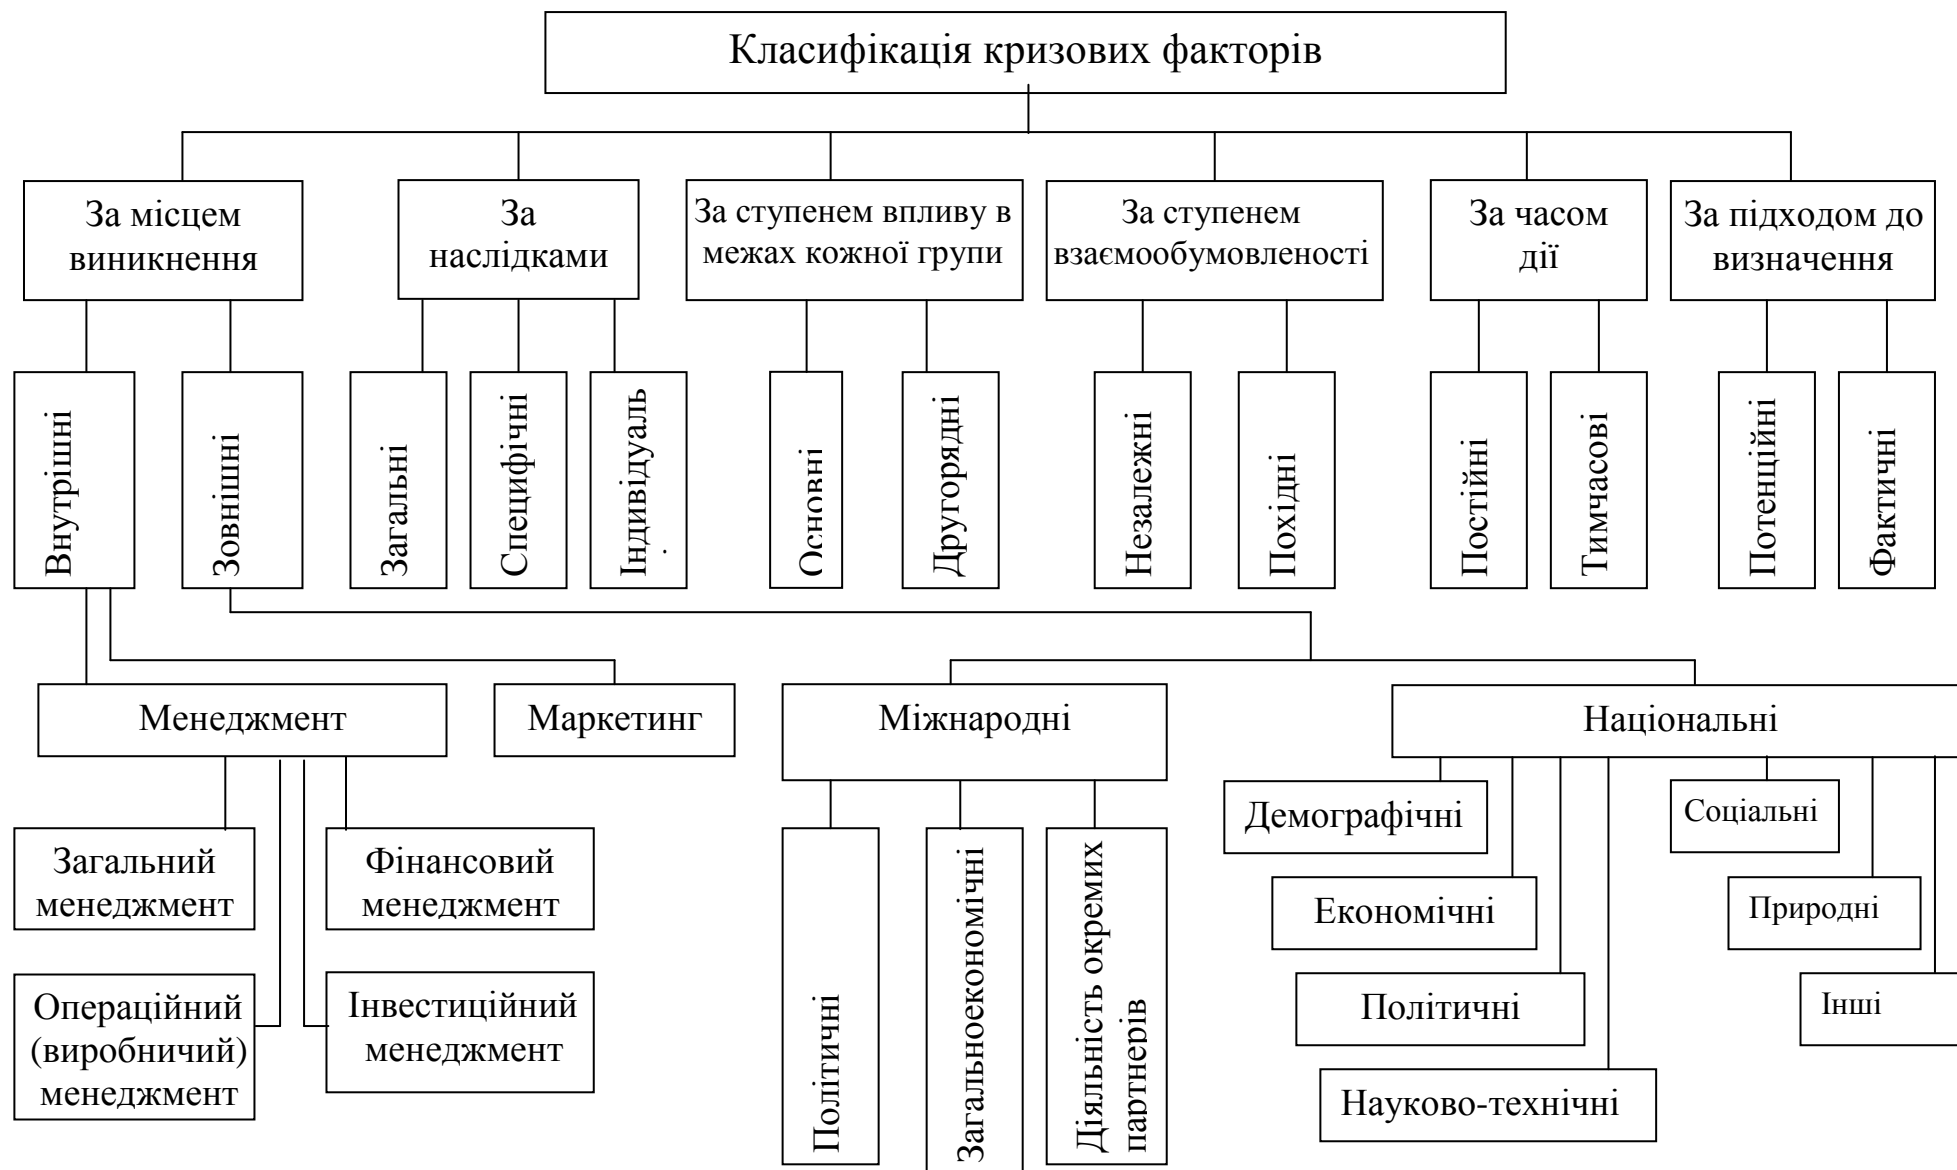 Класифікація кризових факторів
За місцем
виникнення
За
наслідками
За ступенем впливу в
межах кожної групи
За ступенем
взаємообумовленості
За часом
дії
За підходом до
визначення
Внутрішні
Зовнішні
Загальні
Специфічні
Індивідуаль
Основні
Другорядні
Незалежні
Похідні
Постійні
Тимчасові
Потенційні
Фактичні
Менеджмент
Маркетинг
Міжнародні
Національні
Загальний
менеджмент
Фінансовий
менеджмент
Операційний
(виробничий)
менеджмент
Інвестиційний
менеджмент
Політичні
Загальноекономічні
Діяльність окремих
партнерів
Демографічні
Соціальні
Економічні
Природні
Політичні
Інші
Науково-технічні